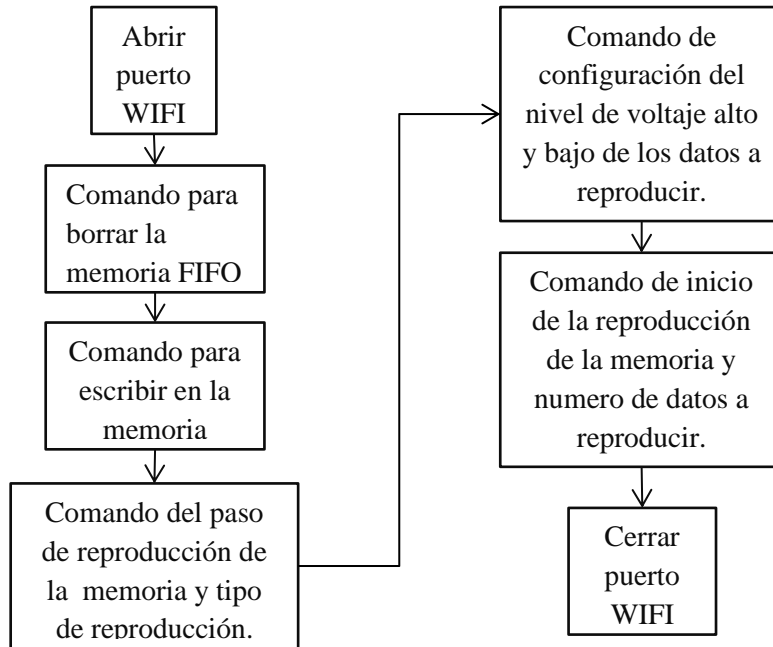 Abrir
puerto
WIFI
Comando para
borrar la
memoria FIFO
Comando para
escribir en la
memoria
Comando del paso
de reproducción de
la memoria y tipo
de reproducción.
Comando de
configuración del
nivel de voltaje alto
y bajo de los datos a
reproducir.
Comando de inicio
de la reproducción
de la memoria y
numero de datos a
reproducir.
Cerrar
puerto
WIFI